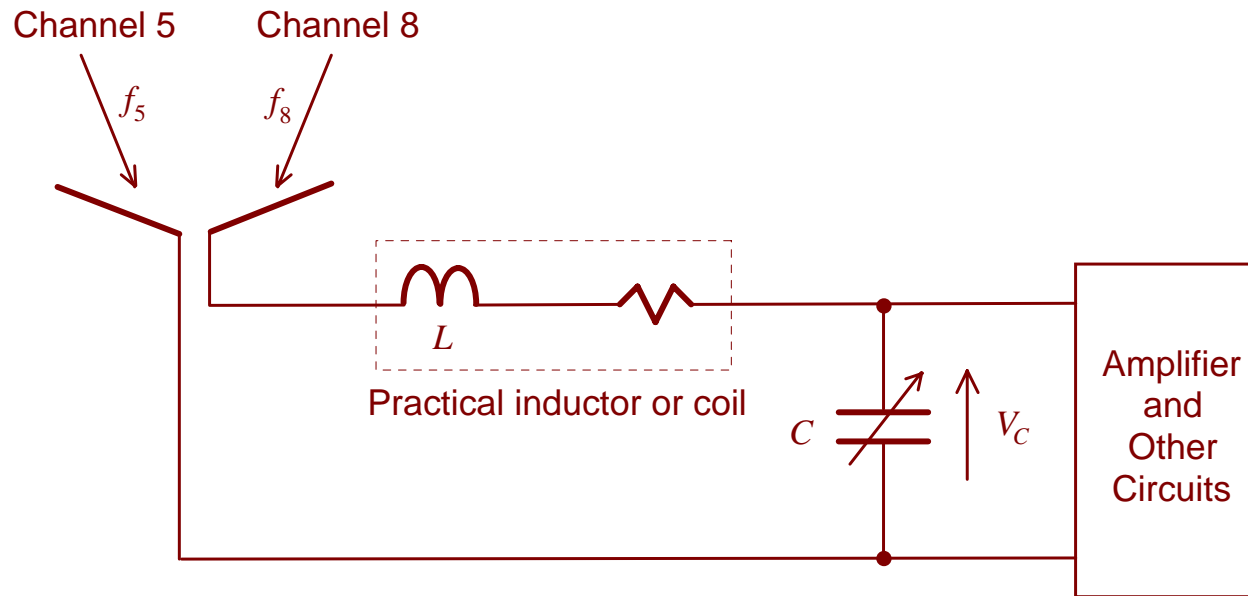 Channel 5
Channel 8
f5
f8
L
Practical inductor or coil
C
VC
Amplifier
and
Other
Circuits